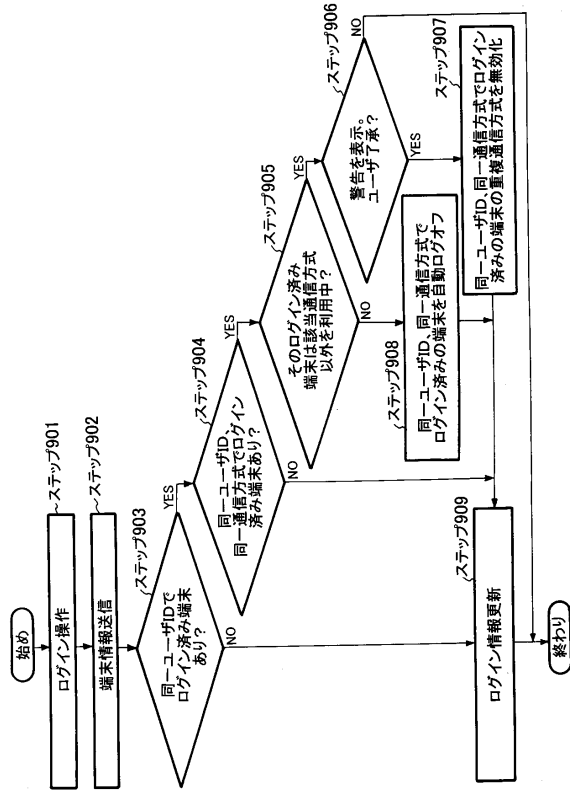 始め
ステップ901
ログイン操作
ステップ902
端末情報送信
ステップ903
同一ユーザIDで
ログイン済み端末
あり？
YES
NO
ステップ904
同一ユーザID、
同一通信方式でログイン
済み端末あり？
YES
NO
ステップ905
そのログイン済み
端末は該当通信方式
以外を利用中？
YES
NO
ステップ906
警告を表示。
ユーザ了承？
NO
YES
ステップ907
同一ユーザID、同一通信方式でログイン
済みの端末の重複通信方式を無効化
ステップ908
同一ユーザID、同一通信方式で
ログイン済みの端末を自動ログオフ
ステップ909
ログイン情報更新
終わり